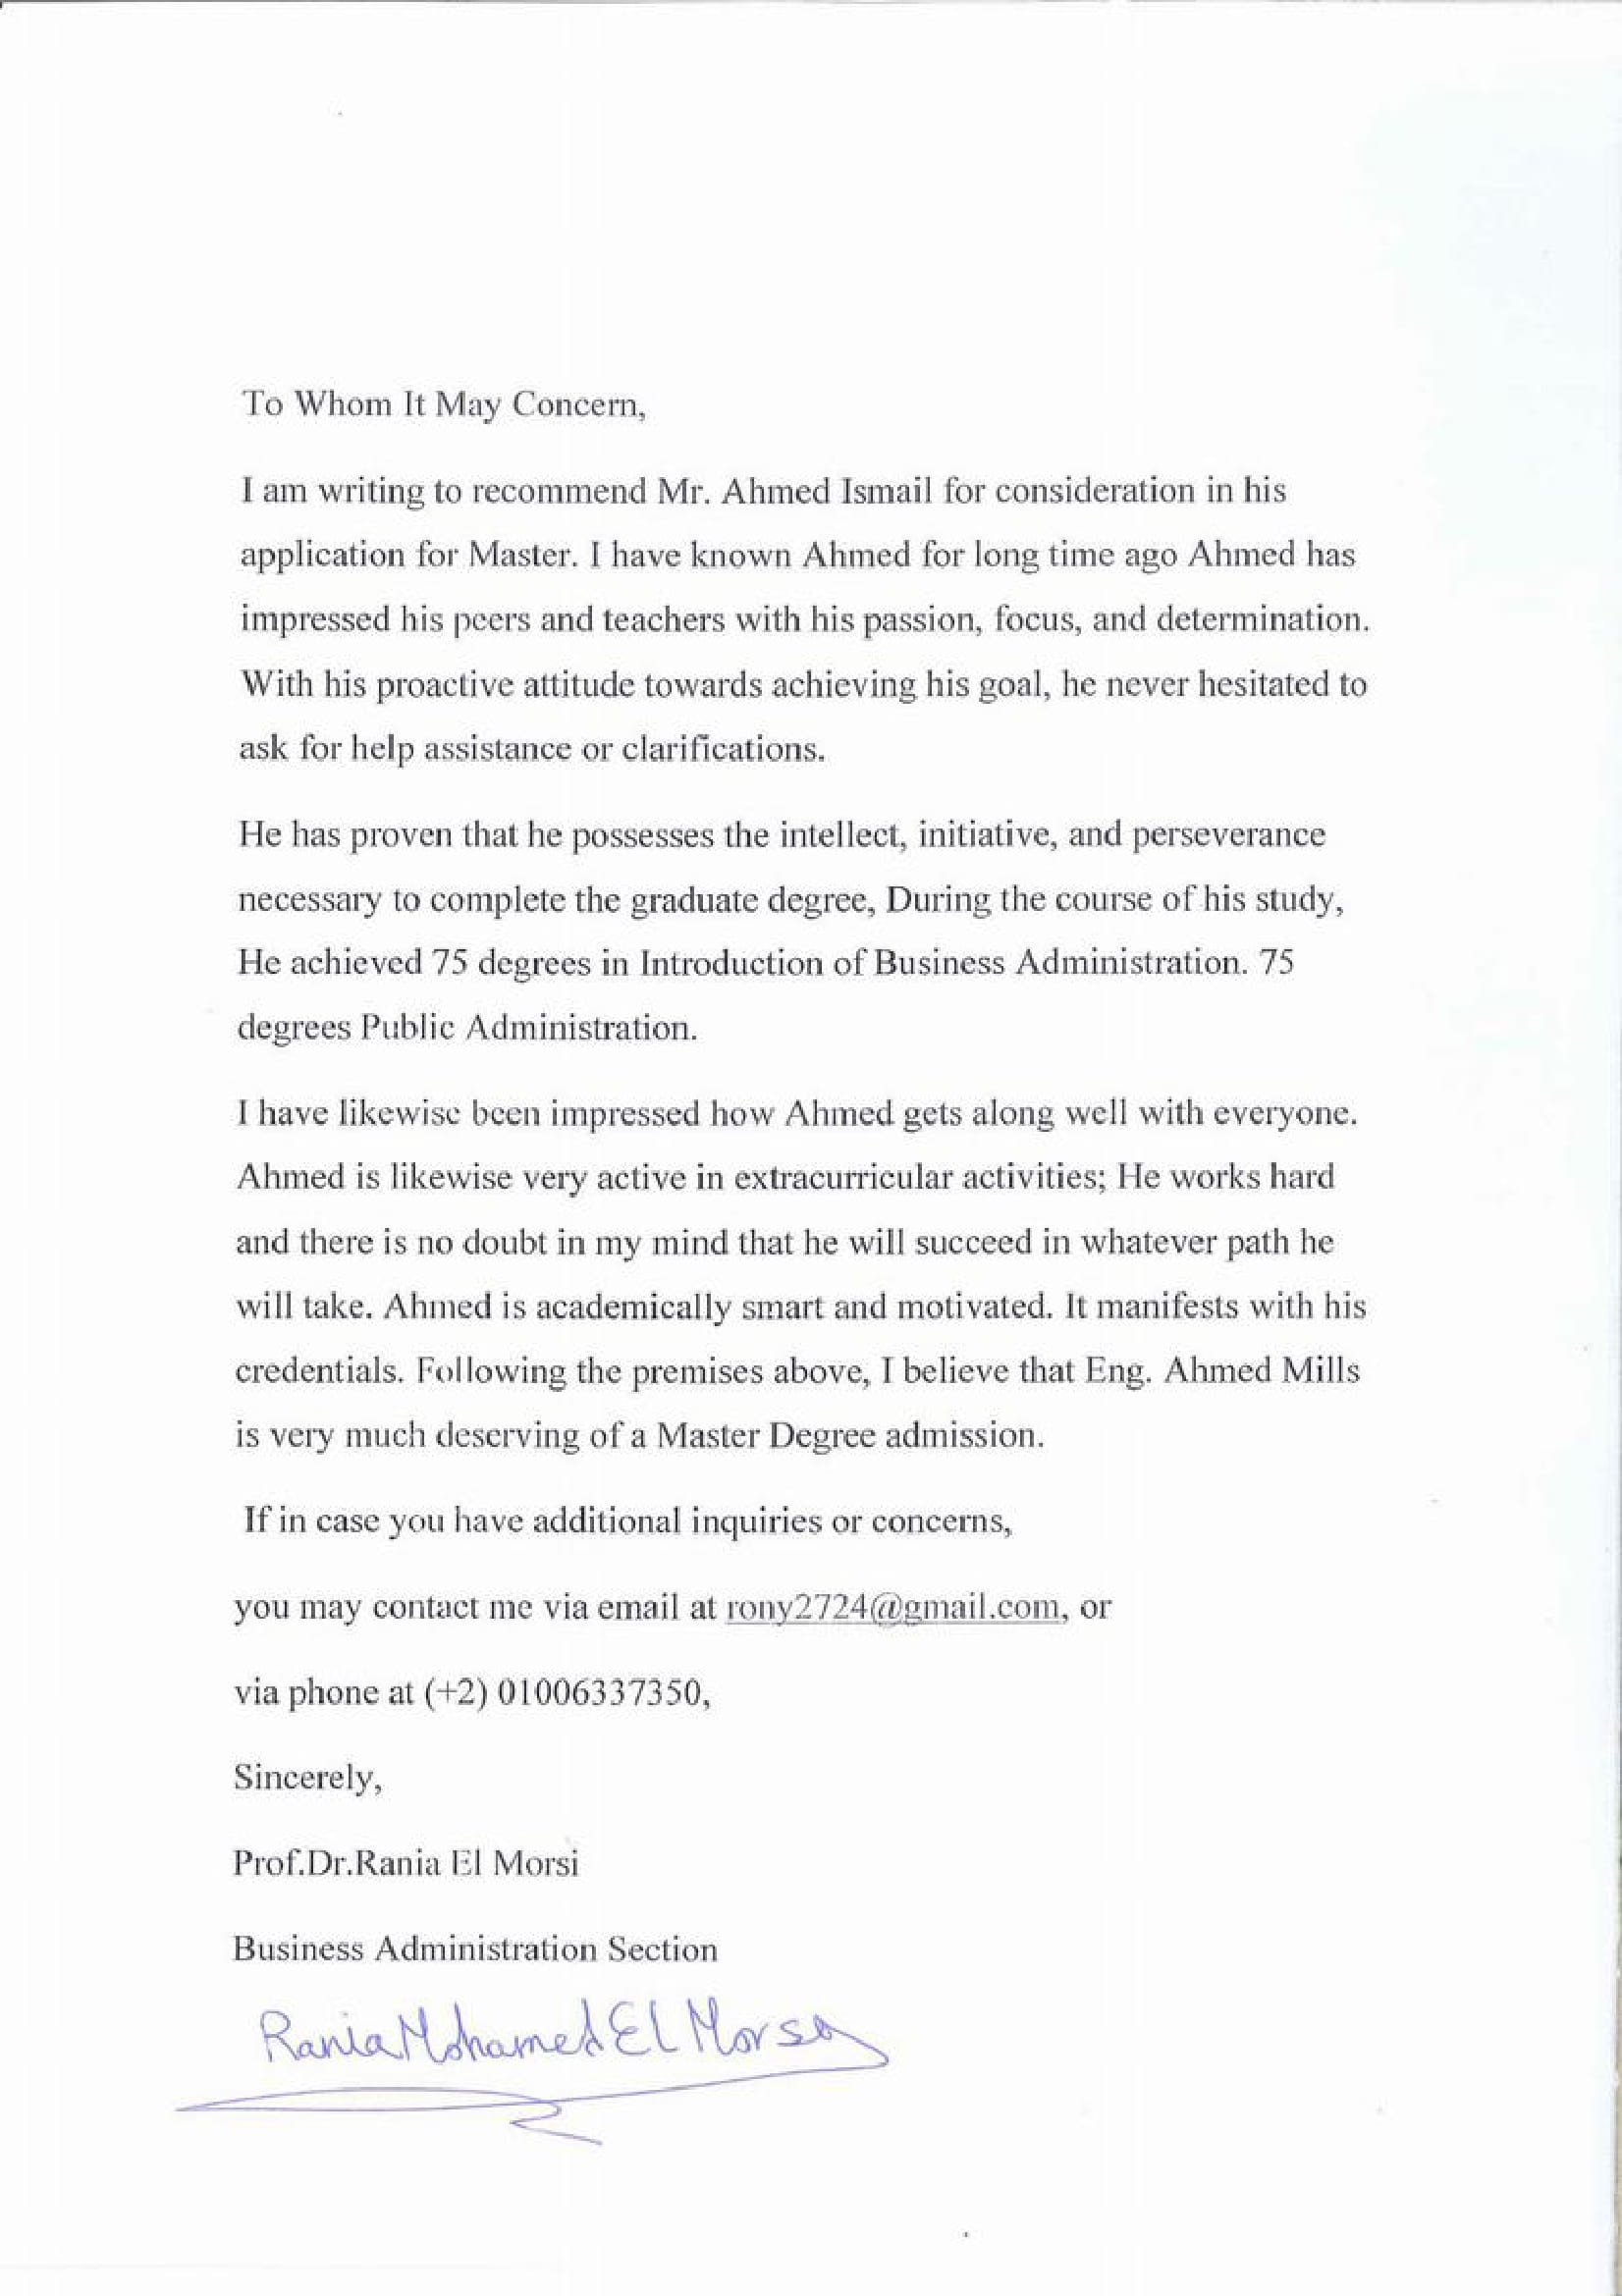 To Whom It May Concern,
I am writing to recommend Mr. Ahmed Ismail for consideration in his
application for Master. I have known Ahmed for long time ago Ahmed has
impressed his peers and teachers with his passion, focus, and determination.
With his proactive attitude towards achieving his goal, he never hesitated to
ask for help assistance or clarifications.
He has proven that he possesses the intellect, initiative, and perseverance
necessary to complete the graduate degree, During the course of his study,
He achieved 75 degrees in Introduction of Business Administration. 75
degrees Public Administration.
I have likewise been impressed how Ahmed gets along well with everyone.
Ahmed is likewise very active in extracurricular activities; He works hard
and there is no doubt in my mind that he will succeed in whatever path he
will take. Ahmed is academically smart and motivated. It manifests with his
credentials. Following the premises above, I believe that Eng. Ahmed Mills
is very much deserving of a Master Degree admission.
If in case you have additional inquiries or concerns,
you may contact me via email at rony2724@gmail.com, or
via phone at (+2) 01006337350,
Sincerely,
Prof.Dr.Rania El Morsi
Business Administration Section
Rania Mohamed El Morsy